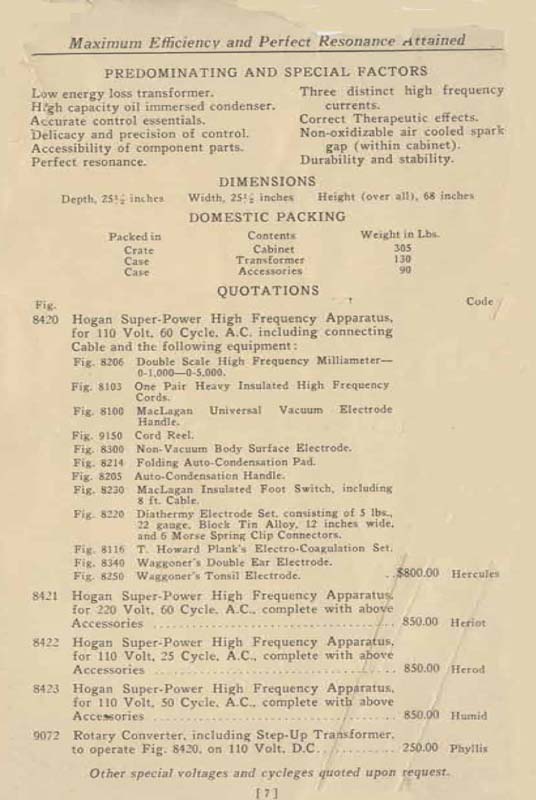 Maximum Efficiency and Perfect Resonance Attained
PREDOMINATING AND SPECIAL FACTORS
Low energy loss transformer.
High capacity oil immersed condenser.
Accurate control essentials.
Delicacy and precision of control.
Accessibility of component parts.
Perfect resonance.
Three distinct high frequency
currents.
Correct Therapeutic effects.
Non-oxidizable air cooled spark
gap (within cabinet).
Durability and stability.
DIMENSIONS
Depth, 25½ inches Width, 25½ inches Height (over all), 68 inches
DOMESTIC PACKING
Packed in Contents Weight in Lbs.
Crate Cabinet 305
Case Transformer 130
Case Accessories 90
QUOTATIONS
Fig. Code
8420 Hogan Super-Power High Frequency Apparatus,
for 110 Volt, 60 Cycle, A.C. including connecting
Cable and the following equipment:
Fig. 8206 Double Scale High Frequency Milliameter—
0-1,000—0-5,000.
Fig. 8103 One Pair Heavy Insulated High Frequency
Cords.
Fig. 8100 MacLagan Universal Vacuum Electrode
Handle.
Fig. 9150 Cord Reel.
Fig. 8300 Non-Vacuum Body Surface Electrode.
Fig. 8214 Folding Auto-Condensation Pad.
Fig. 8205 Auto-Condensation Handle.
Fig. 8230 MacLagan Insulated Foot Switch, including
8 ft. Cable.
Fig. 8220 Diathermy Electrode Set, consisting of 5 lbs.,
22 gauge, Block Tin Alloy, 12 inches wide,
and 6 Morse Spring Clip Connectors.
Fig. 8116 T. Howard Plank's Electro-Coagulation Set.
Fig. 8340 Waggoner's Double Ear Electrode.
Fig. 8250 Waggoner's Tonsil Electrode. ..$800.00 Hercules
8421 Hogan Super-Power High Frequency Apparatus,
for 220 Volt, 60 Cycle, A.C., complete with above
Accessories .................................... 850.00 Heriot
8422 Hogan Super-Power High Frequency Apparatus,
for 110 Volt, 25 Cycle, A.C., complete with above
Accessories .................................... 850.00 Herod
8423 Hogan Super-Power High Frequency Apparatus,
for 110 Volt, 50 Cycle, A.C., complete with above
Accessories .................................... 850.00 Humid
9072 Rotary Converter, including Step-Up Transformer,
to operate Fig. 8420, on 110 Volt, D.C............. 250.00 Phyllis
Other special voltages and cycleges quoted upon request.
[7]